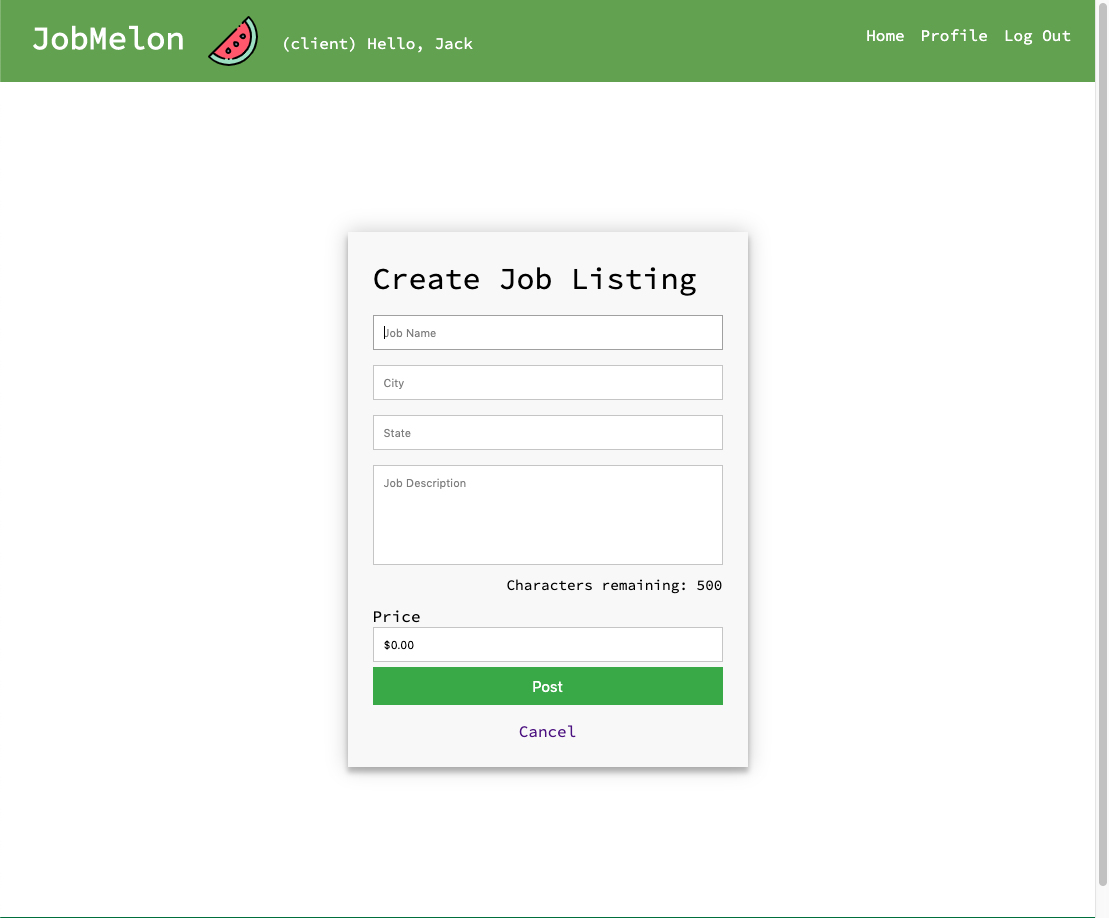 JobMelon (client) Hello, Jack Home Profile Log Out
Create Job Listing
Job Name
City
State
Job Description
Characters remaining: 500
Price
$0.00
Post
Cancel